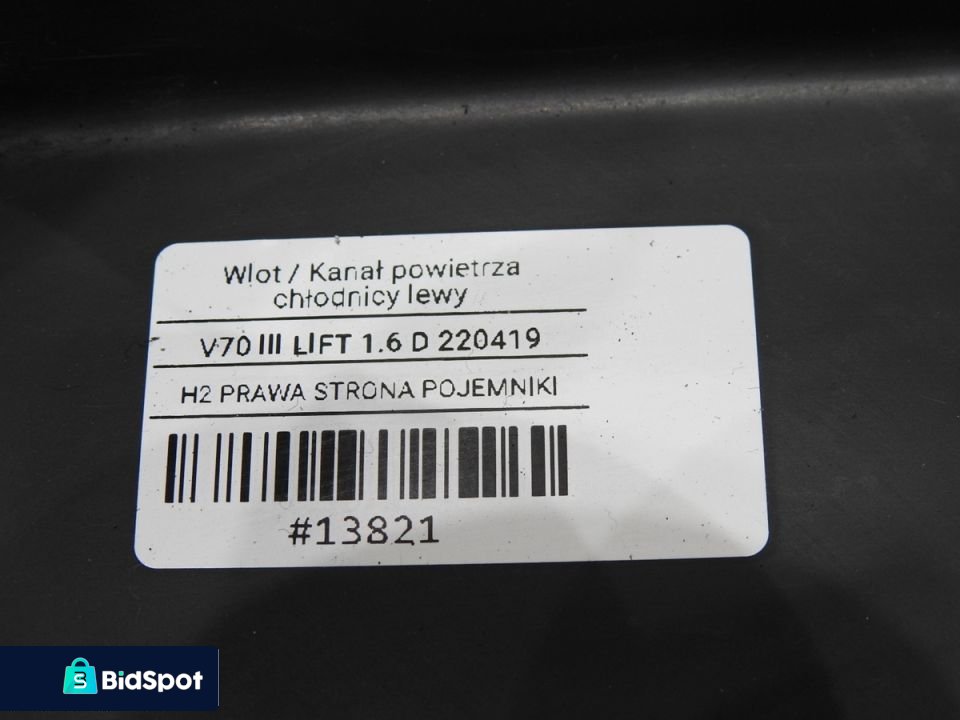 Wlot / Kanał powietrza
chłodnicy lewy
V70 III LIFT 1.6 D 220419
H2 PRAWA STRONA POJEMNIKI
#13821
BidSpot